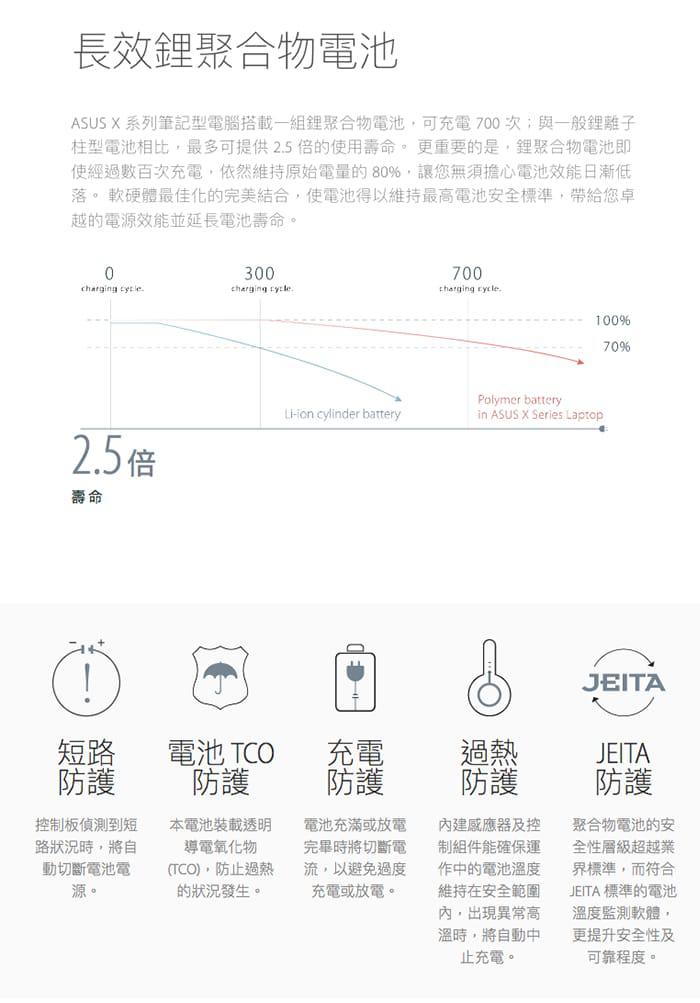 長效鋰聚合物電池
ASUS X 系列筆記型電腦搭載一組鋰聚合物電池，可充電 700 次；與一般鋰離子
柱型電池相比，最多可提供 2.5 倍的使用壽命。 更重要的是，鋰聚合物電池即
使經過數百次充電，依然維持原始電量的 80%，讓您無須擔心電池效能日漸低
落。 軟硬體最佳化的完美結合，使電池得以維持最高電池安全標準，帶給您卓
越的電源效能並延長電池壽命。
0
charging cycle.
300
charging cycle.
700
charging cycle.
100%
70%
Li-ion cylinder battery
Polymer battery
in ASUS X Series Laptop
2.5倍
壽命
短路
防護
控制板偵測到短
路狀況時，將自
動切斷電池電
源。
電池 TCO
防護
本電池裝載透明
導電氧化物
(TCO)，防止過熱
的狀況發生。
充電
防護
電池充滿或放電
完畢時將切斷電
流，以避免過度
充電或放電。
過熱
防護
內建感應器及控
制組件能確保運
作中的電池溫度
維持在安全範圍
內，出現異常高
溫時，將自動中
止充電。
JEITA
JEITA
防護
聚合物電池的安
全性層級超越業
界標準，而符合
JEITA 標準的電池
溫度監測軟體，
更提升安全性及
可靠程度。